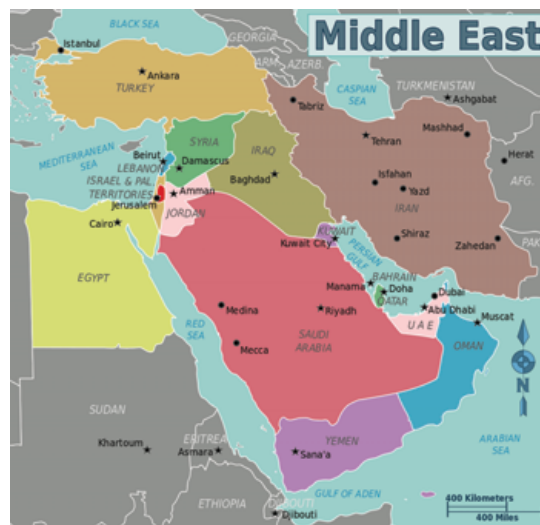 Middle East
BLACK SEA
Istanbul
GEORGIA
ARM.
AZERB.
CASPIAN
SEA
TURKMENISTAN
Ankara
TURKEY
Tabriz
Ashgabat
Tehran
Mashhad
Herat
AFG.
MEDITERRANEAN
SEA
SYRIA
IRAQ
Beirut
LEBANON
Damascus
ISRAEL & PAL.
TERRITORIES
Baghdad
Isfahan
Yazd
IRAN
Amman
Jerusalem
JORDAN
Cairo
KUWAIT
Kuwait City
PERSIAN
GULF
Shiraz
Zahedan
PAK
EGYPT
BAHRAIN
Manama
Doha
QATAR
Dubai
Abu Dhabi
U A E
Muscat
OMAN
Medina
Riyadh
RED
SEA
SAUDI
ARABIA
Mecca
N
SUDAN
Khartoum
ERITREA
Asmara
YEMEN
Sana'a
ARABIAN
SEA
ETHIOPIA
DJIBOUTI
Djibouti
GULF OF ADEN
400 Kilometers
400 Miles